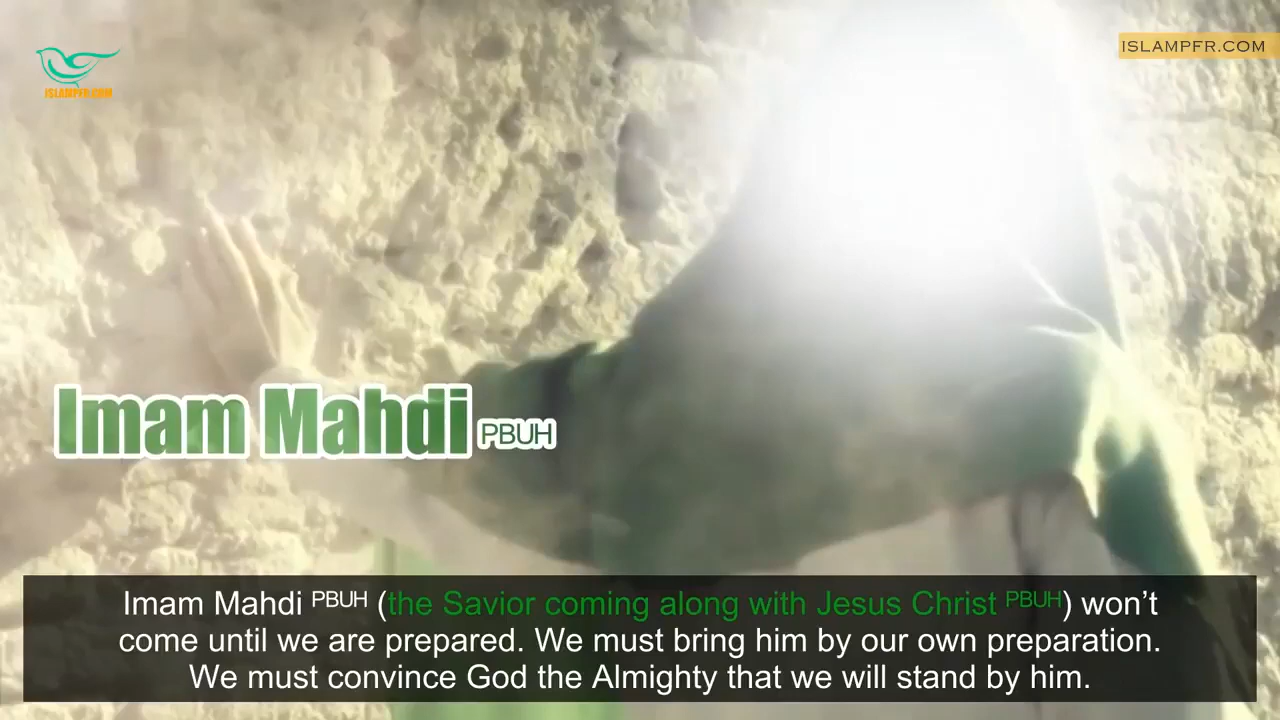 ISLAMPFR.COM
ISLAMPFR.COM
Imam Mahdi PBUH
Imam Mahdi PBUH (the Savior coming along with Jesus Christ PBUH) won’t
come until we are prepared. We must bring him by our own preparation.
We must convince God the Almighty that we will stand by him.